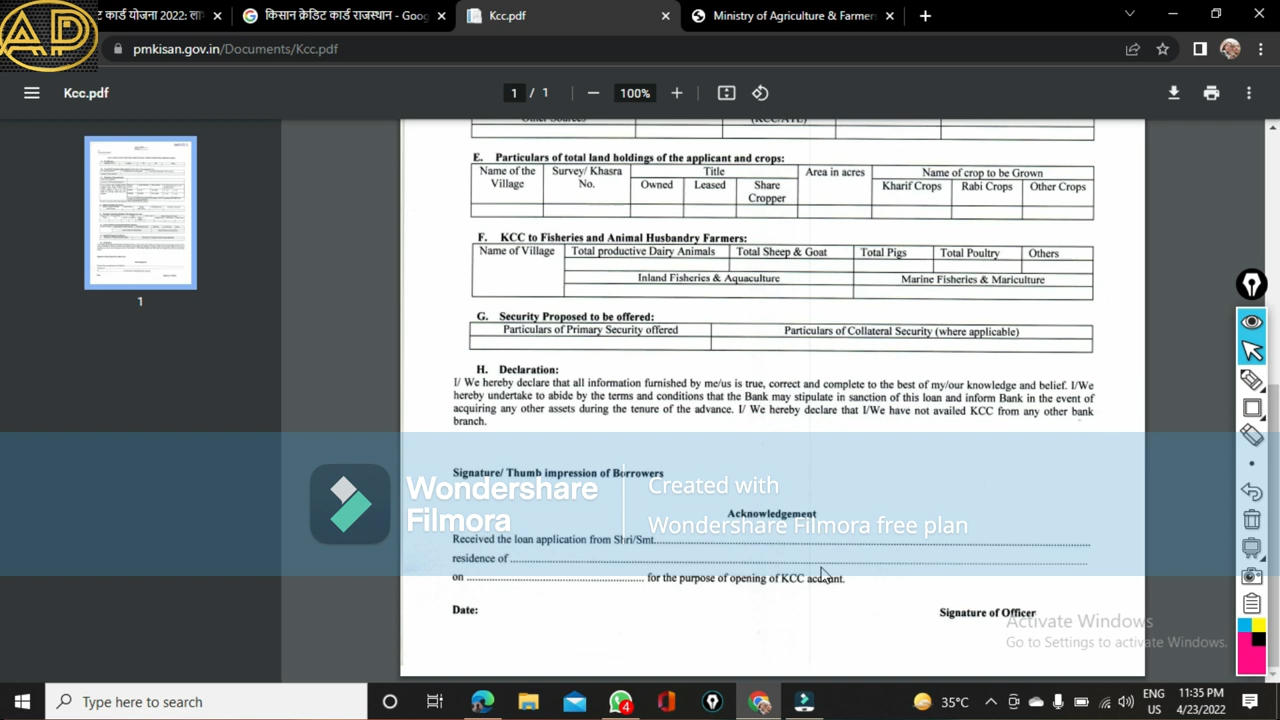 कार्ड योजना 2022
Goog
Kcc.pdf
Ministry Of Agriculture & Farmer
AD
pmkisan.gov.in/Documents/Kcc.pdf
Kcc.pdf
1 / 1
100%
1
Other Sources
(KCC/ATL)
E. Particulars of total land holdings of the applicant and crops:
Name of the Village
Survey/ Khasra No.
Title
Area in acres
Name of crop to be Grown
Owned
Leased
Share Cropper
Kharif Crops
Rabi Crops
Other Crops
F. KCC to Fisheries and Animal Husbandry Farmers:
Name of Village
Total productive Dairy Animals
Total Sheep & Goat
Total Pigs
Total Poultry
Others
Inland Fisheries & Aquaculture
Marine Fisheries & Mariculture
G. Security Proposed to be offered:
Particulars of Primary Security offered
Particulars of Collateral Security (where applicable)
H. Declaration:
I/ We hereby declare that all information furnished by me/us is true, correct and complete to the best of my/our knowledge and belief. I/We
hereby undertake to abide by the terms and conditions that the Bank may stipulate in sanction of this loan and inform Bank in the event of
acquiring any other assets during the tenure of the advance. I/ We hereby declare that I/We have not availed KCC from any other bank
branch.
Signature/ Thumb impression of Borrowers
Wondershare
Filmora
Created with
Wondershare Filmora free plan
Acknowledgement
Received the loan application from Shri/Smt
residence of
on for the purpose of opening of KCC account.
Date:
Signature of Officer
Activate Windows
Go to Settings to activate Windows.
Type here to search
4
35°C
ENG
US
11:35 PM
4/23/2022